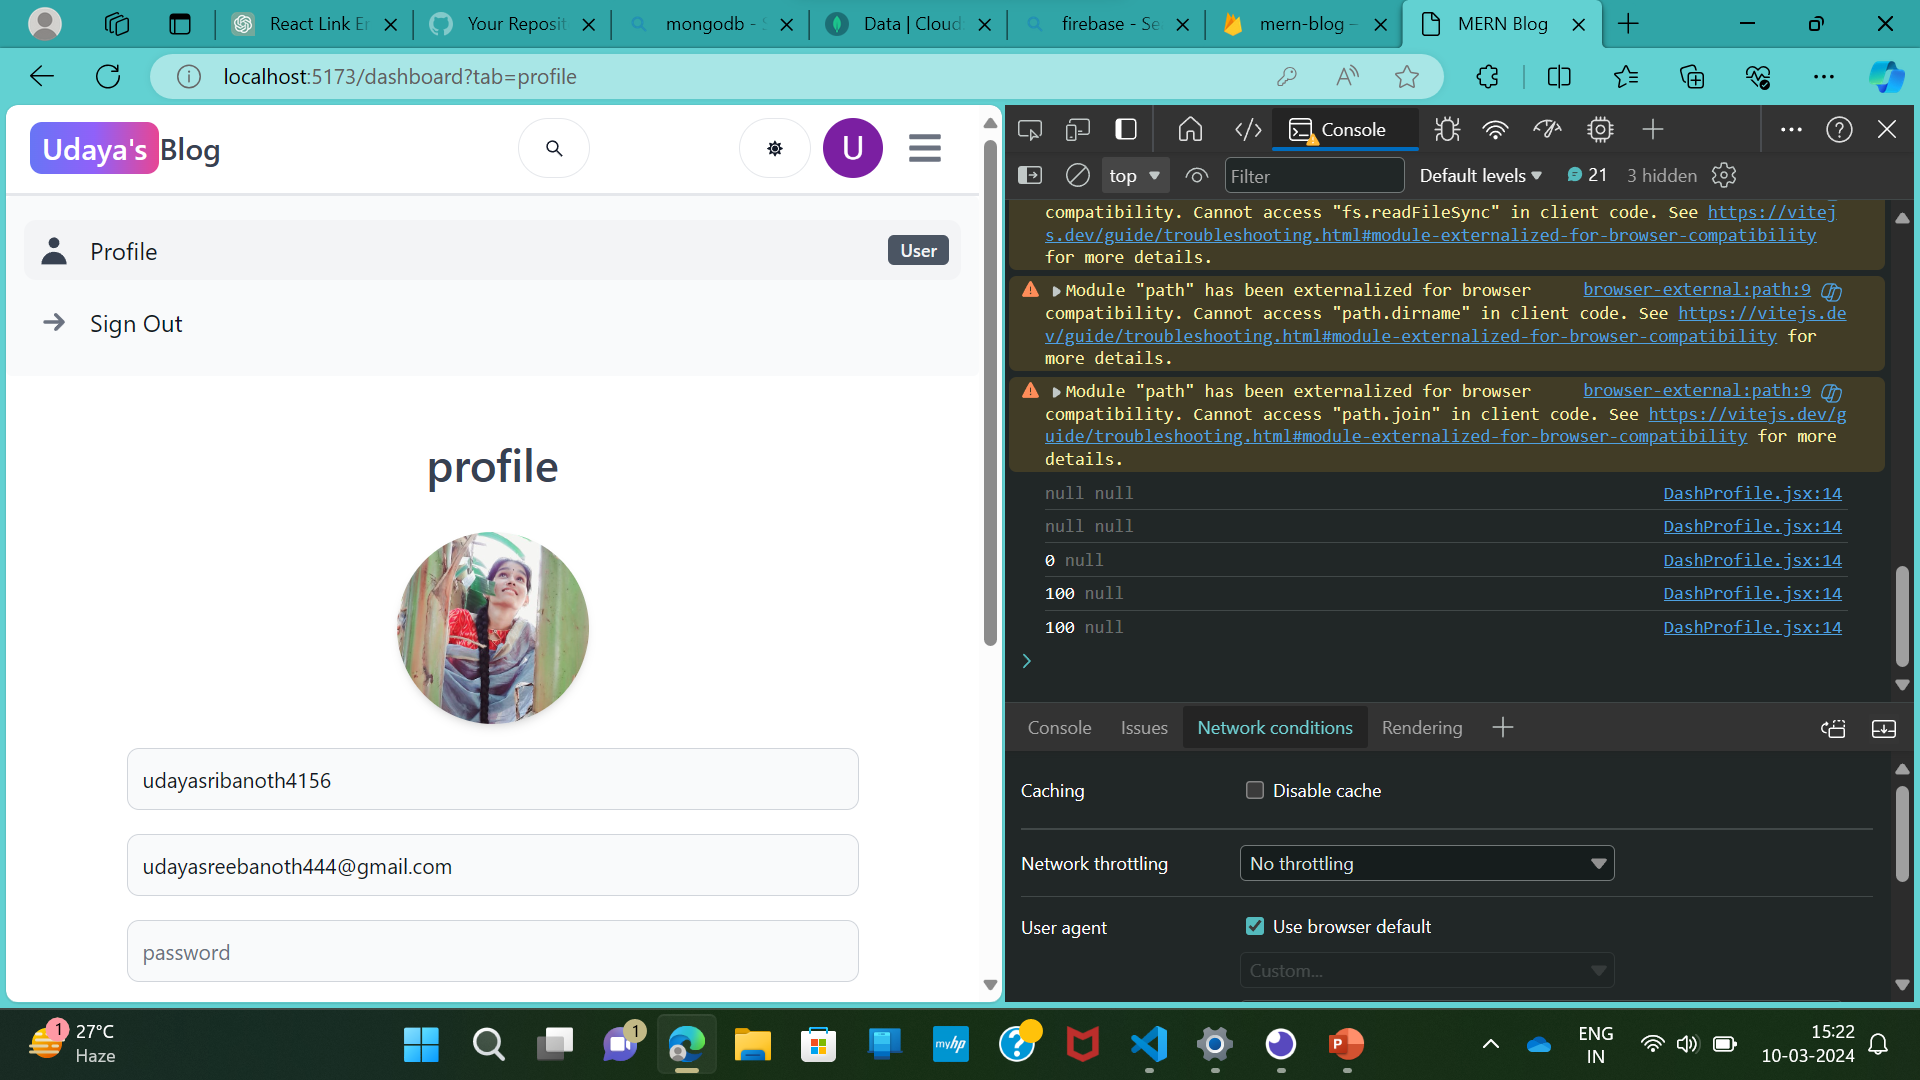 React Link Er
Your Reposit
mongodb - S
Data | Cloud
firebase - Se
mern-blog –
MERN Blog
localhost:5173/dashboard?tab=profile
Udaya's Blog
U
Profile
User
Sign Out
profile
udayasribanoth4156
udayasreebanoth444@gmail.com
password
Console
top
Filter
Default levels
21
3 hidden
compatibility. Cannot access "fs.readFileSync" in client code. See https://vitej
s.dev/guide/troubleshooting.html#module-externalized-for-browser-compatibility
for more details.
Module "path" has been externalized for browser browser-external:path:9
compatibility. Cannot access "path.dirname" in client code. See https://vitejs.de
v/guide/troubleshooting.html#module-externalized-for-browser-compatibility for
more details.
Module "path" has been externalized for browser browser-external:path:9
compatibility. Cannot access "path.join" in client code. See https://vitejs.dev/g
uide/troubleshooting.html#module-externalized-for-browser-compatibility for more
details.
null null DashProfile.jsx:14
null null DashProfile.jsx:14
0 null DashProfile.jsx:14
100 null DashProfile.jsx:14
100 null DashProfile.jsx:14
Console Issues Network conditions Rendering
Caching Disable cache
Network throttling No throttling
User agent Use browser default
Custom...
1
27°C
Haze
1
myhp
P
ENG
IN
15:22
10-03-2024